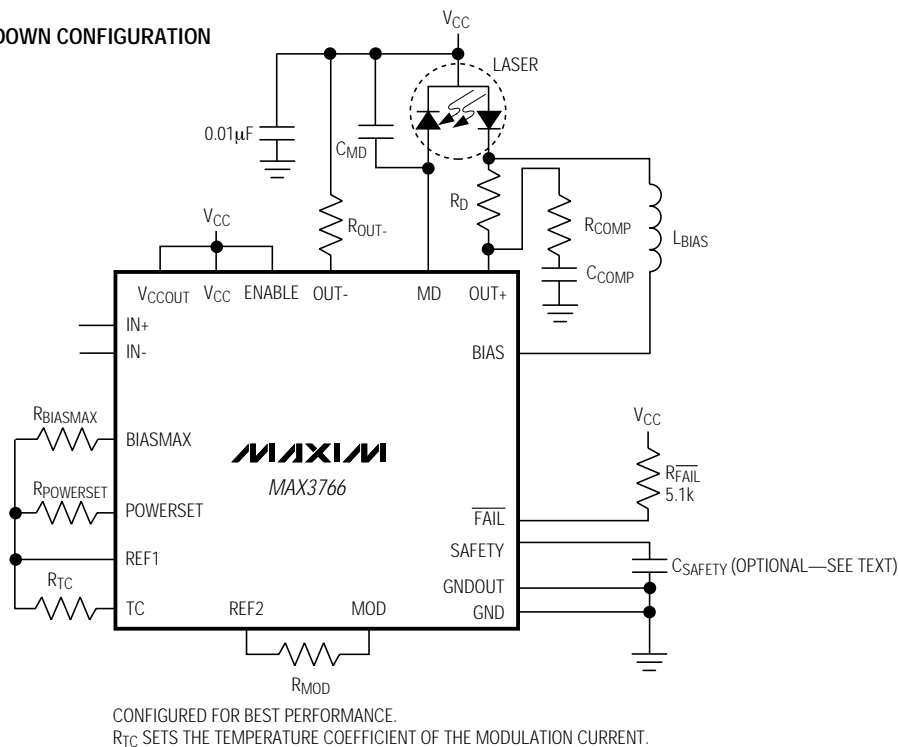 DOWN CONFIGURATION
VCC
LASER
0.01µF
CMD
RD
ROUT-
RCOMP
LBIAS
CCOMP
VCC
VCCOUT VCC ENABLE OUT- MD OUT+
IN+
IN-
BIAS
RBIASMAX
BIASMAX
MAXIM
MAX3766
VCC
RFAIL
5.1k
RPOWERSET
POWERSET
FAIL
SAFETY
CSAFETY (OPTIONAL—SEE TEXT)
REF1
GNDOUT
RTC
TC
REF2
MOD
GND
RMOD
CONFIGURED FOR BEST PERFORMANCE.
RTC SETS THE TEMPERATURE COEFFICIENT OF THE MODULATION CURRENT.